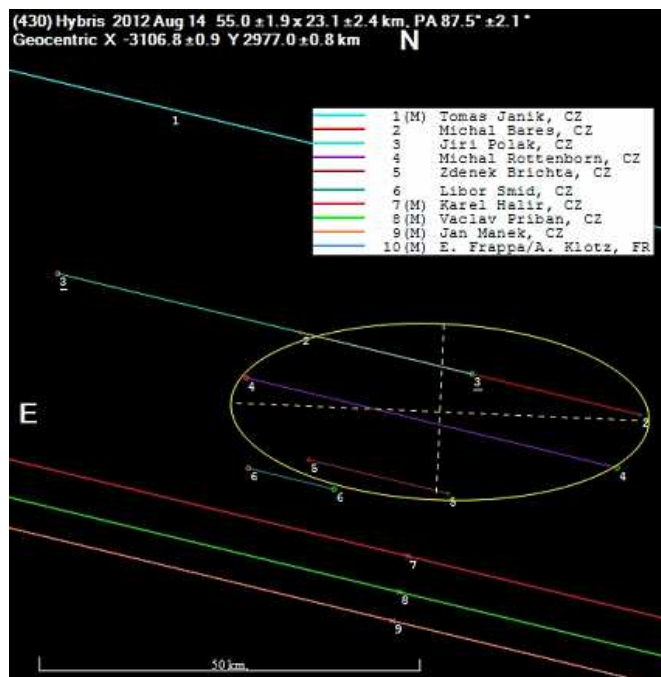 (430) Hybris 2012 Aug 14 55.0 ±1.9 x 23.1 ±2.4 km, PA 87.5° ±2.1°
Geocentric X -3106.8 ±0.9 Y 2977.0 ±0.8 km
N
1(M) Tomas Janik, CZ
2 Michal Bares, CZ
3 Jiri Polak, CZ
4 Michal Rottenborn, CZ
5 Zdenek Brichta, CZ
6 Libor Smid, CZ
7(M) Karel Halir, CZ
8(M) Vaclav Priban, CZ
9(M) Jan Manek, CZ
10(M) E. Frappa/A. Klotz, FR
1
3
2
3
4
E
2
5
6
4
6
5
7
8
9
50 km,